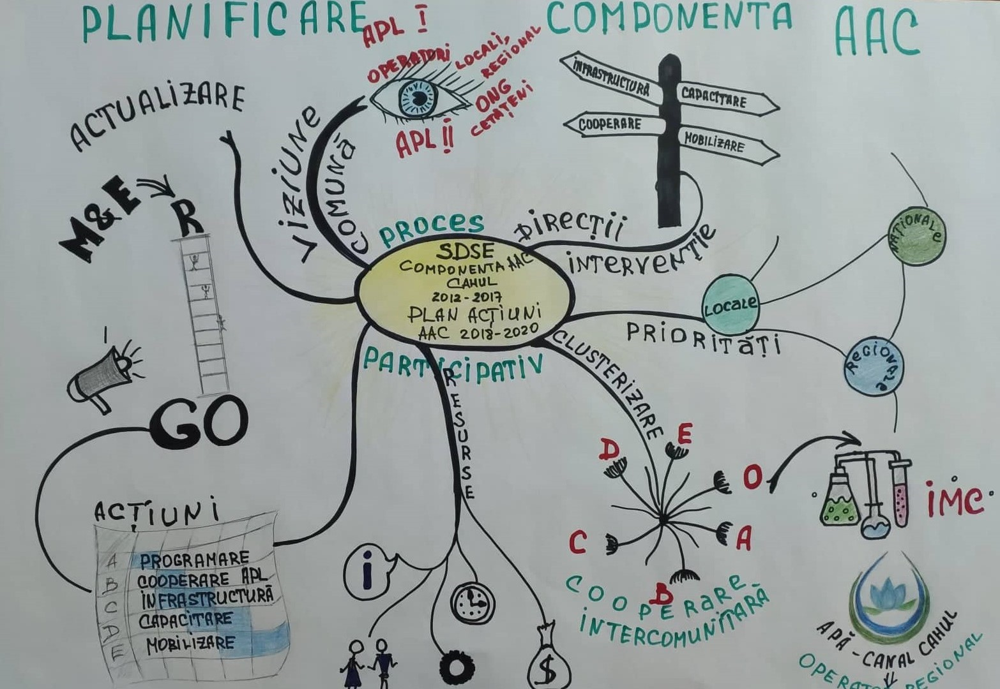 PLANIFICARE COMPONENTA AAC
APL I
OPERATORI LOCALI,
REGIONAL
ONG
CETĂȚENI
APL II
ACTUALIZARE
VIZIUNE
COMUNĂ
INFRASTRUCTURĂ
CAPACITARE
COOPERARE
MOBILIZARE
M&E
R
GO
PROCES
SDSE
COMPONENTA AAC
CAHUL
2012-2017
PLAN ACȚIUNI
AAC 2018-2020
PARTICIPATIV
DIRECȚII
INTERVENȚIE
PRIORITĂȚI
LOCALE
NAȚIONALE
REGIONALE
CLUSTERIZARE
RESURSE
ACȚIUNI
A PROGRAMARE
B COOPERARE APL
C INFRASTRUCTURĂ
D CAPACITARE
E MOBILIZARE
i
$
D
E
O
C
A
B
COOPERARE
INTERCOMUNITARĂ
IMC
APĂ-CANAL CAHUL
REGIONAL